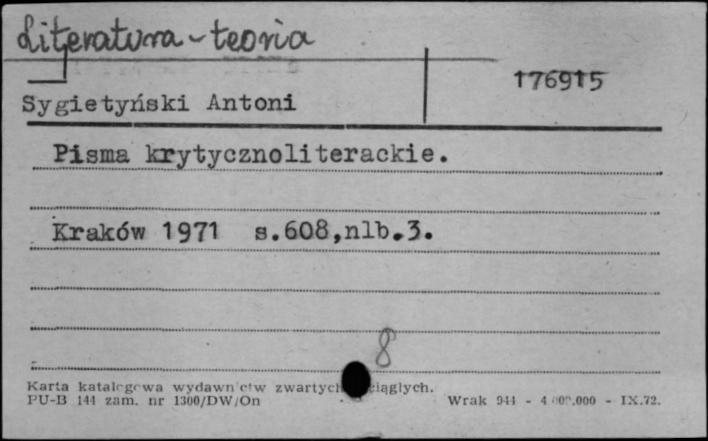 Literatura - teoria
176915
Sygietyński Antoni
Pisma krytycznoliterackie.
Kraków 1971 s.608,nlb.3.
8
Karta katalogowa wydawnictw zwartych ciągłych.
PU-B 144 zam. nr 1300/DW/On Wrak 944 - 4 000.000 - IX.72.